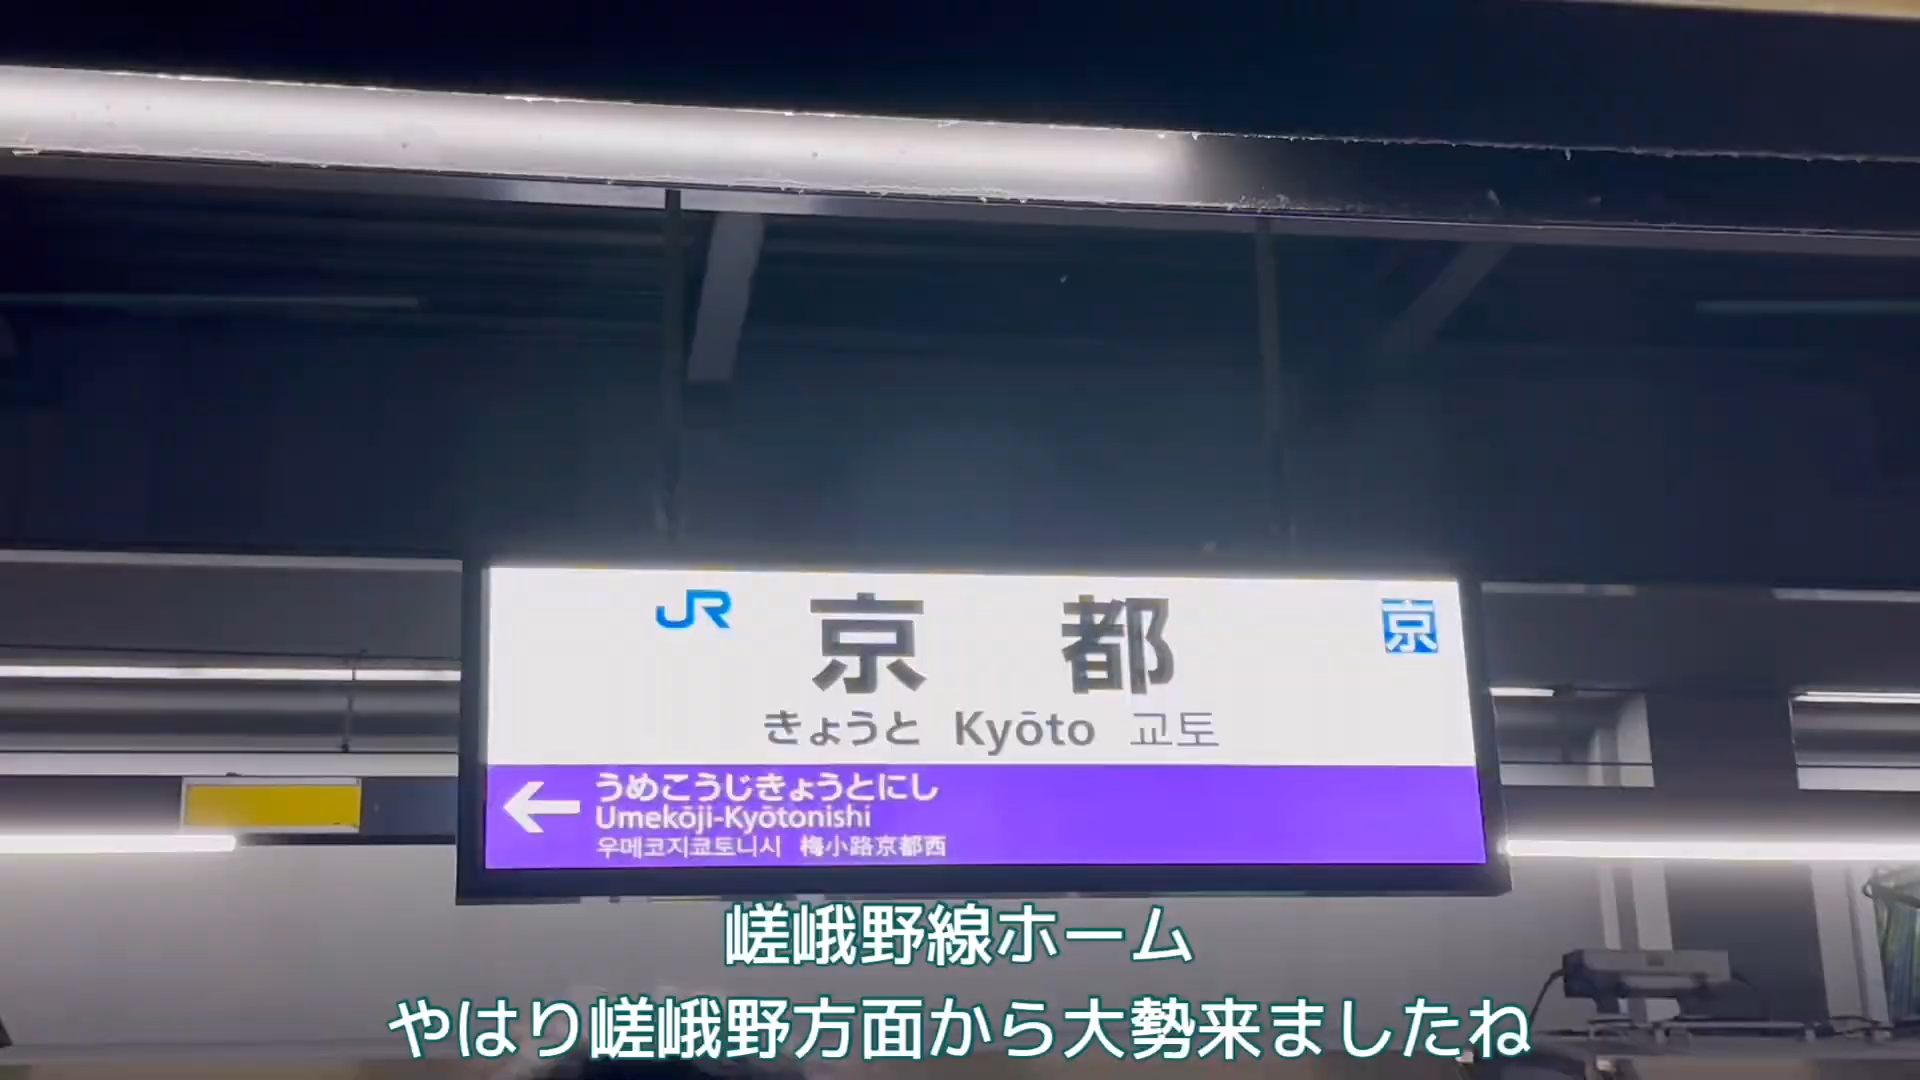 JR 京都 京
きょうと Kyōto 교토
← うめこうじきょうとにし
Umekōji-Kyōtonishi
우메코지쿄토니시 梅小路京都西
嵯峨野線ホーム
やはり嵯峨野方面から大勢来ましたね